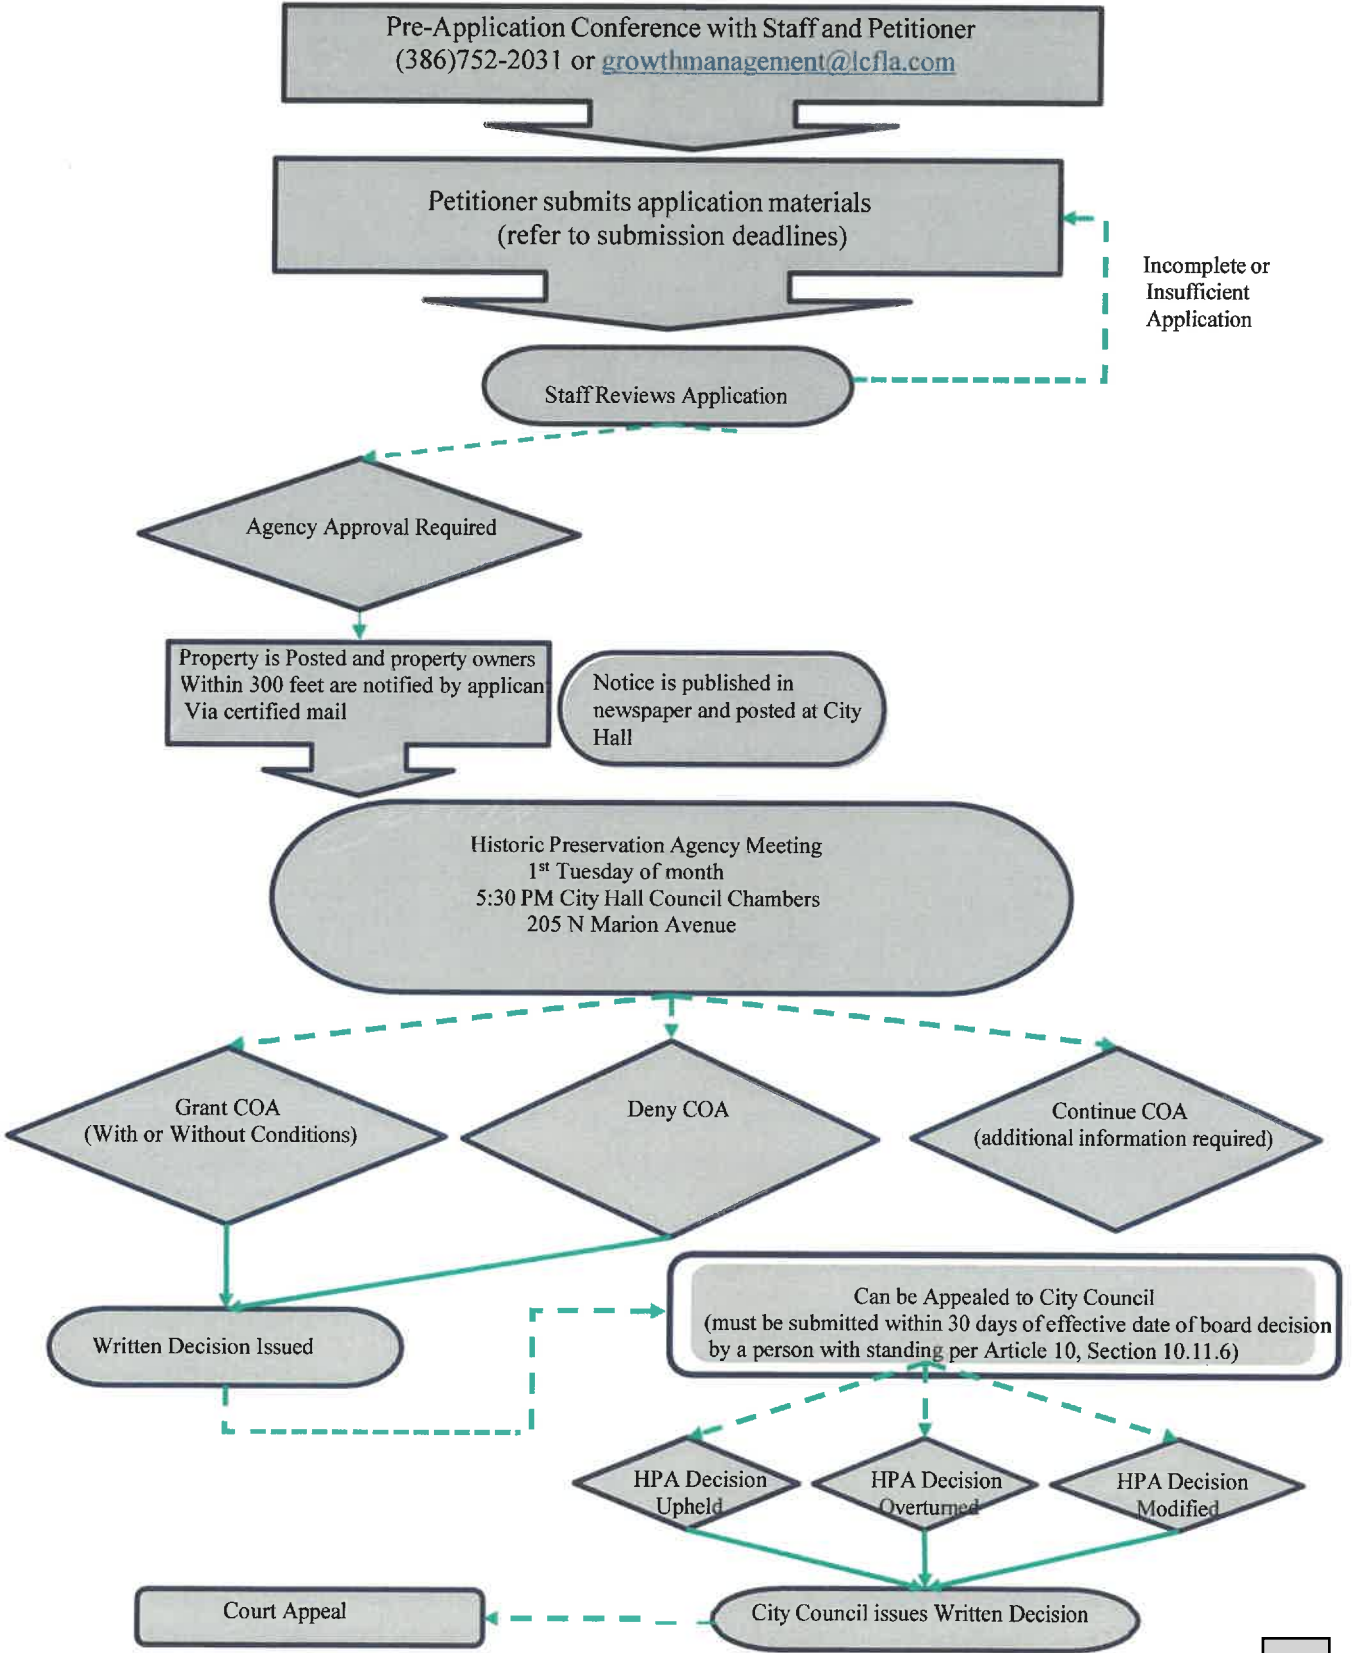 Pre-Application Conference with Staff and Petitioner
(386)752-2031 or growthmanagement@lcfla.com
Petitioner submits application materials
(refer to submission deadlines)
Incomplete or
Insufficient
Application
Staff Reviews Application
Agency Approval Required
Property is Posted and property owners
Within 300 feet are notified by applican
Via certified mail
Notice is published in
newspaper and posted at City
Hall
Historic Preservation Agency Meeting
1st Tuesday of month
5:30 PM City Hall Council Chambers
205 N Marion Avenue
Grant COA
(With or Without Conditions)
Deny COA
Continue COA
(additional information required)
Written Decision Issued
Can be Appealed to City Council
(must be submitted within 30 days of effective date of board decision
by a person with standing per Article 10, Section 10.11.6)
HPA Decision
Upheld
HPA Decision
Overturned
HPA Decision
Modified
City Council issues Written Decision
Court Appeal